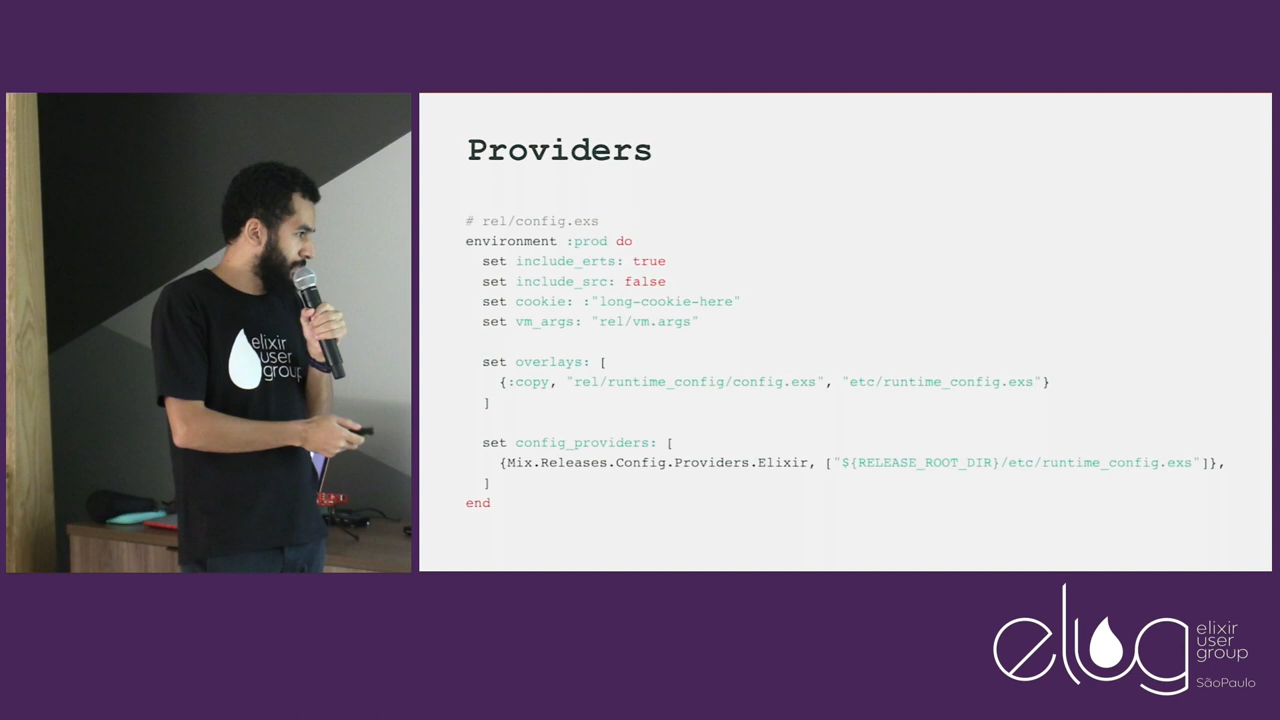 elixir
user
group
Providers
# rel/config.exs
environment :prod do
  set include_erts: true
  set include_src: false
  set cookie: :"long-cookie-here"
  set vm_args: "rel/vm.args"
  set overlays: [
    {:copy, "rel/runtime_config/config.exs", "etc/runtime_config.exs"}
  ]
  set config_providers: [
    {Mix.Releases.Config.Providers.Elixir, ["${RELEASE_ROOT_DIR}/etc/runtime_config.exs"]},
  ]
end
elug
elixir
user
group
SãoPaulo